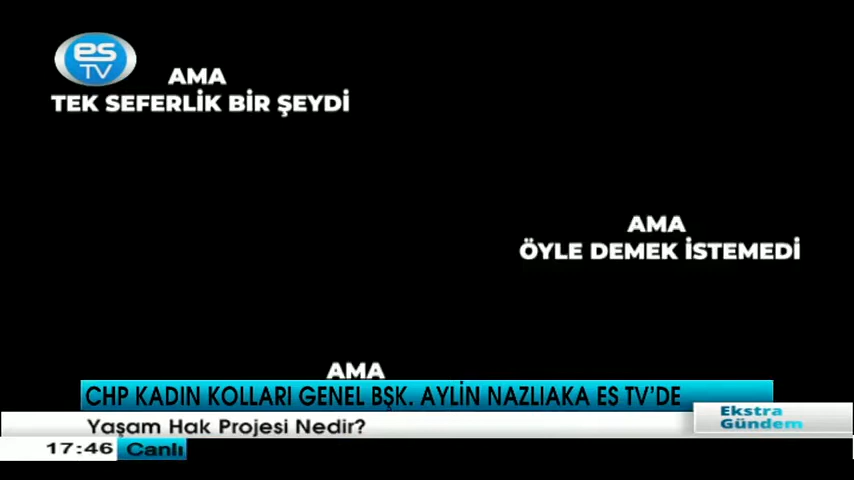 es
TV
AMA
TEK SEFERLİK BİR ŞEYDİ
AMA
ÖYLE DEMEK İSTEMEDİ
AMA
CHP KADIN KOLLARI GENEL BŞK. AYLİN NAZLIAKA ES TV'DE
Yaşam Hak Projesi Nedir?
Ekstra
Gündem
17:46 Canlı